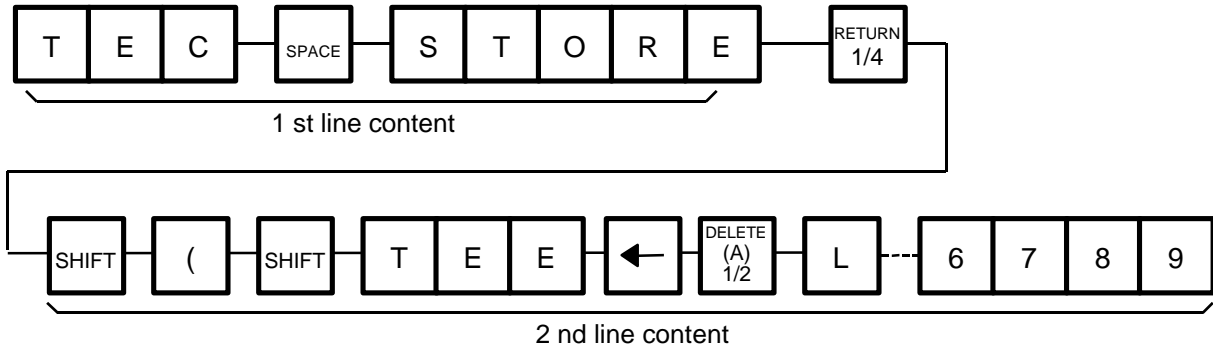 T E C SPACE S T O R E RETURN 1/4
1 st line content
SHIFT ( SHIFT T E E DELETE (A) 1/2 L 6 7 8 9
2 nd line content